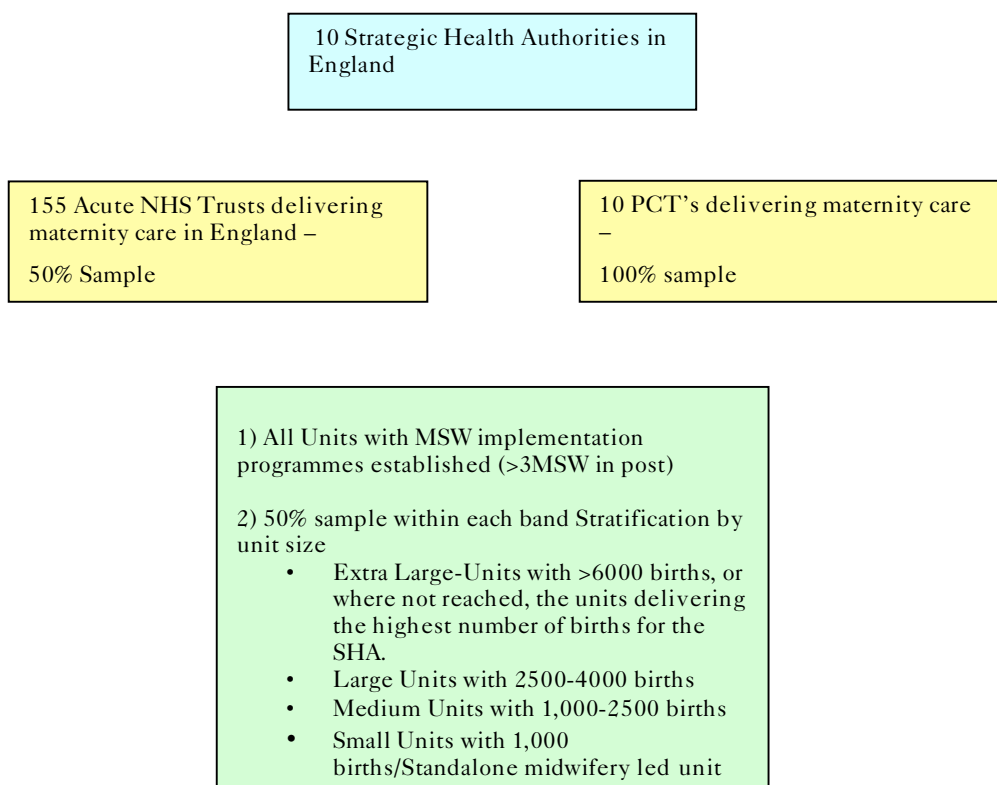 10 Strategic Health Authorities in
England
155 Acute NHS Trusts delivering
maternity care in England –
50% Sample
10 PCT's delivering maternity care
–
100% sample
1) All Units with MSW implementation
programmes established (>3MSW in post)
2) 50% sample within each band Stratification by
unit size
• Extra Large-Units with >6000 births, or
where not reached, the units delivering
the highest number of births for the
SHA.
• Large Units with 2500-4000 births
• Medium Units with 1,000-2500 births
• Small Units with 1,000
births/Standalone midwifery led unit